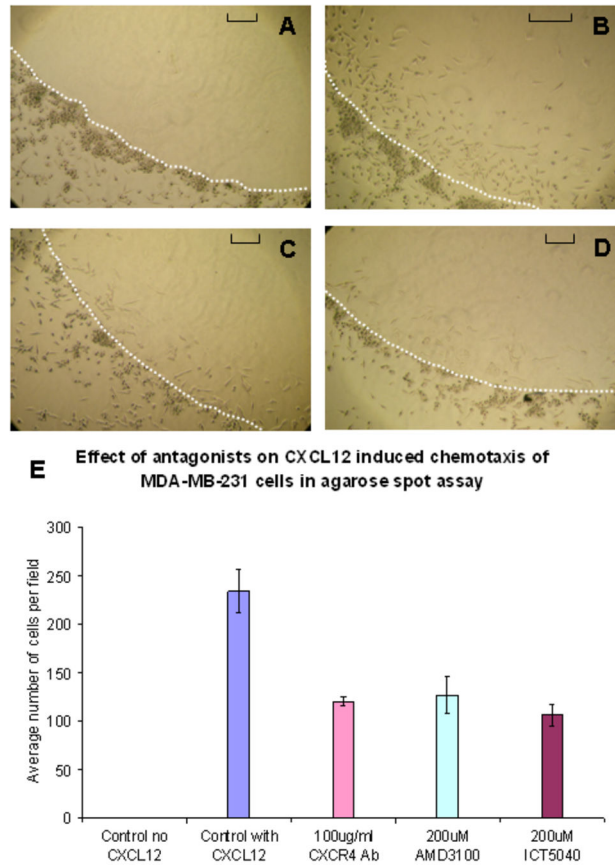 A
B
C
D
E
Effect of antagonists on CXCL12 induced chemotaxis of
MDA-MB-231 cells in agarose spot assay
Average number of cells per field
300
250
200
150
100
50
0
Control no
CXCL12
Control with
CXCL12
100ug/ml
CXCR4 Ab
200uM
AMD3100
200uM
ICT5040